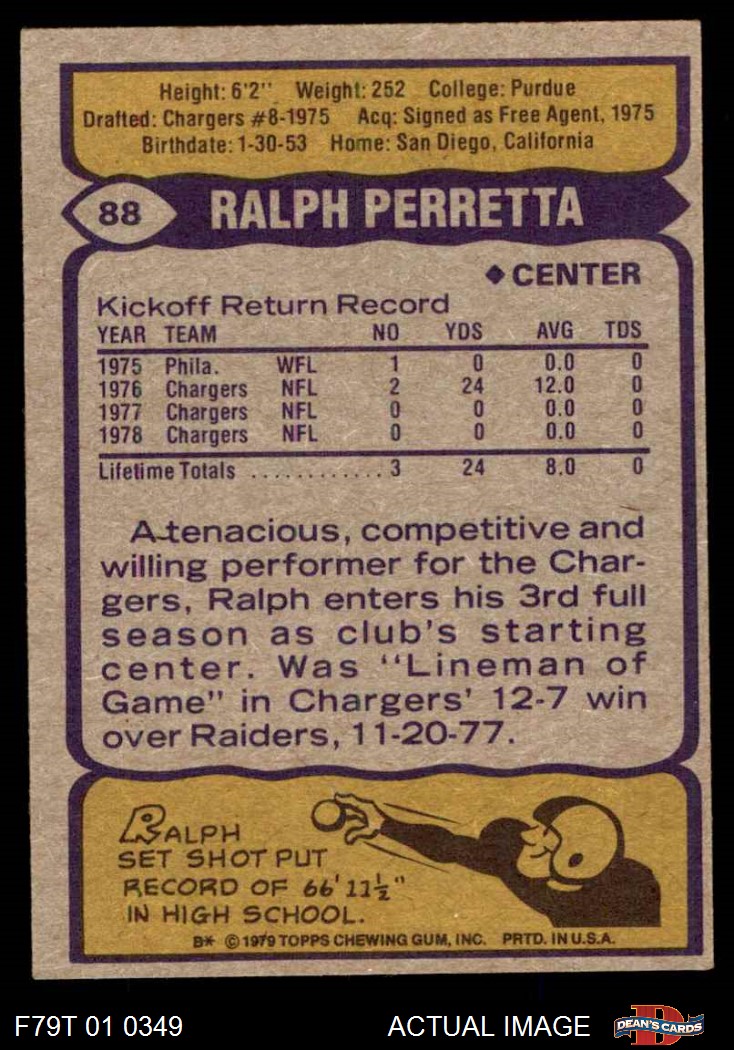 Height: 6'2" Weight: 252 College: Purdue
Drafted: Chargers #8-1975 Acq: Signed as Free Agent, 1975
Birthdate: 1-30-53 Home: San Diego, California
88 RALPH PERRETTA
◆ CENTER
Kickoff Return Record
YEAR TEAM NO YDS AVG TDS
1975 Phila. WFL 1 0 0.0 0
1976 Chargers NFL 2 24 12.0 0
1977 Chargers NFL 0 0 0.0 0
1978 Chargers NFL 0 0 0.0 0
Lifetime Totals ............ 3 24 8.0 0
A tenacious, competitive and
willing performer for the Char-
gers, Ralph enters his 3rd full
season as club's starting
center. Was "Lineman of
Game" in Chargers' 12-7 win
over Raiders, 11-20-77.
RALPH
SET SHOT PUT
RECORD OF 66' 11½"
IN HIGH SCHOOL.
B* © 1979 TOPPS CHEWING GUM, INC. PRTD. IN U.S.A.
F79T 01 0349 ACTUAL IMAGE DEAN'S CARDS